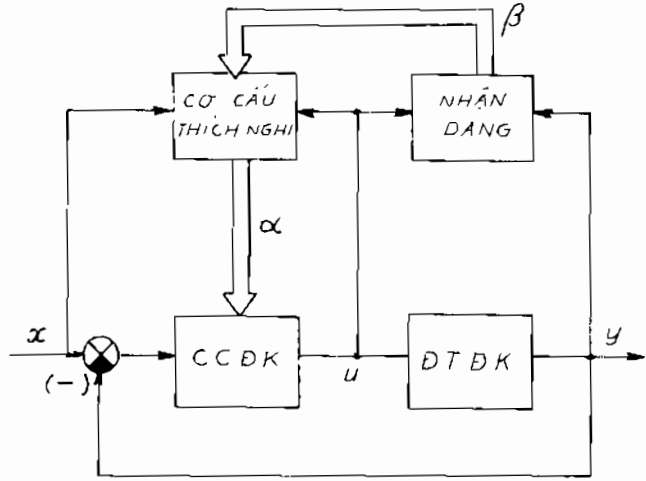 β
CƠ CẤU
THÍCH NGHI
NHẬN
DẠNG
α
x
(-)
CCĐK
u
ĐTĐK
y